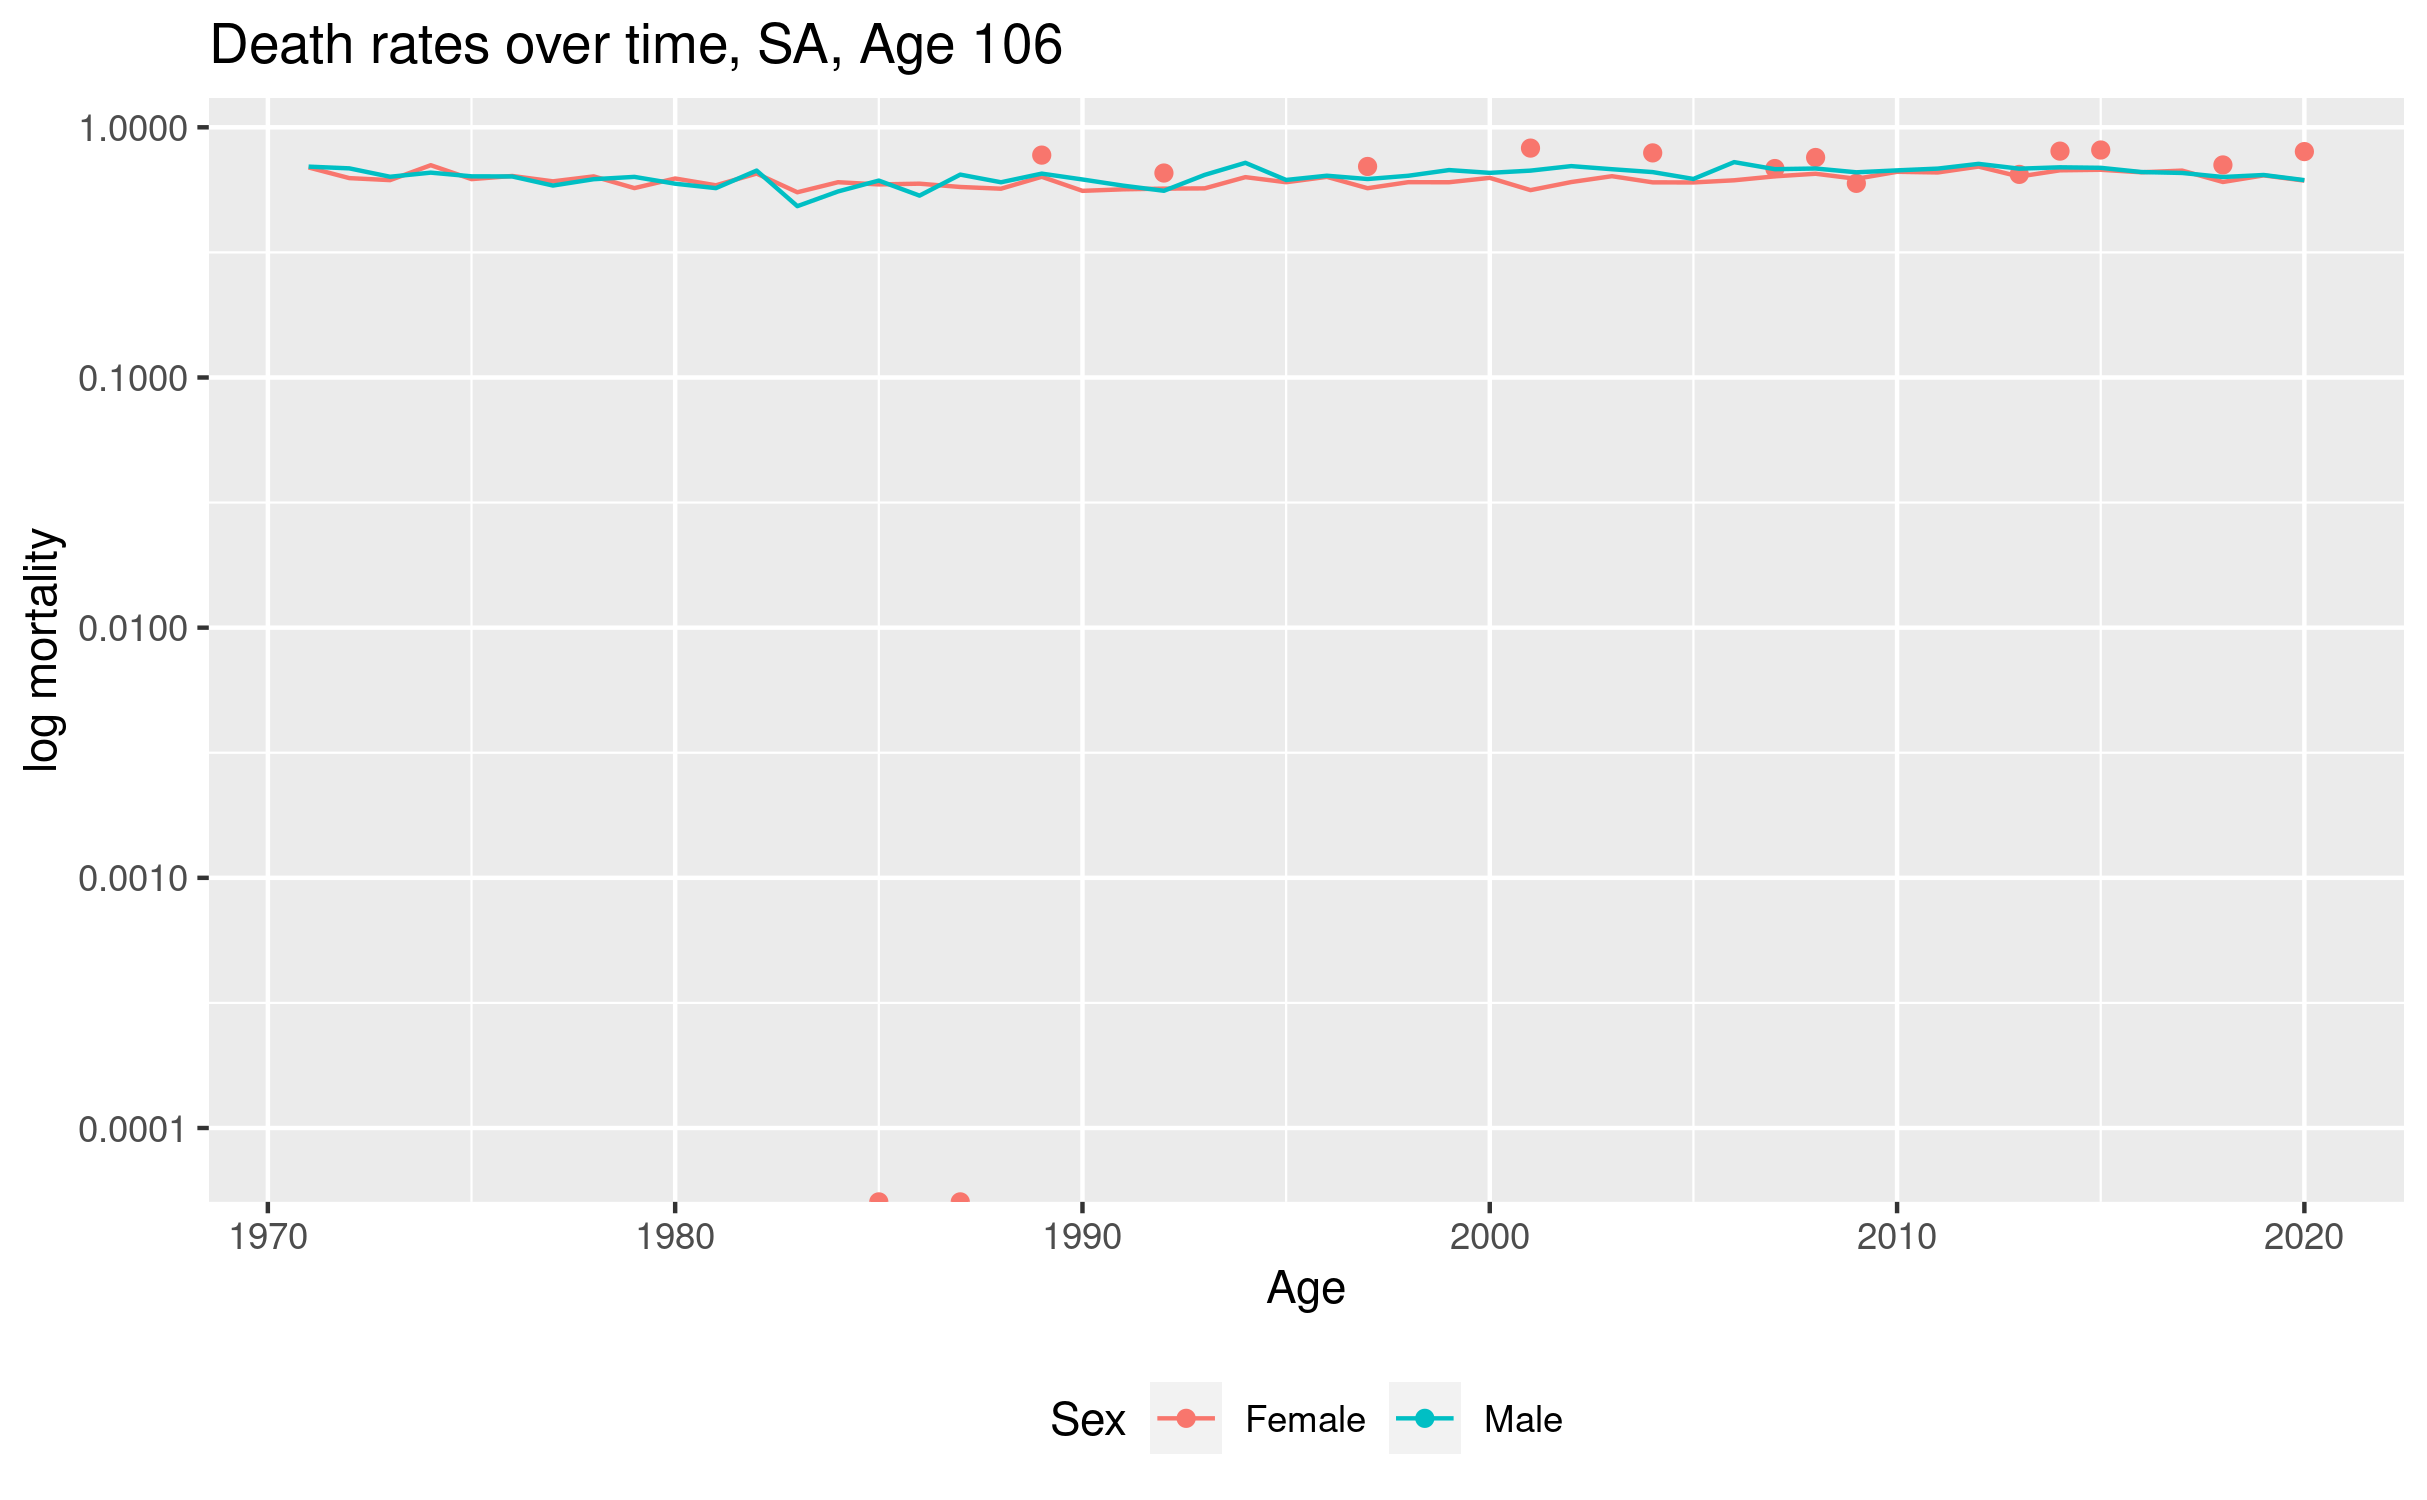 Death rates over time, SA, Age 106
1.0000
0.1000
0.0100
0.0010
0.0001
log mortality
1970 1980 1990 2000 2010 2020
Age
Sex Female Male